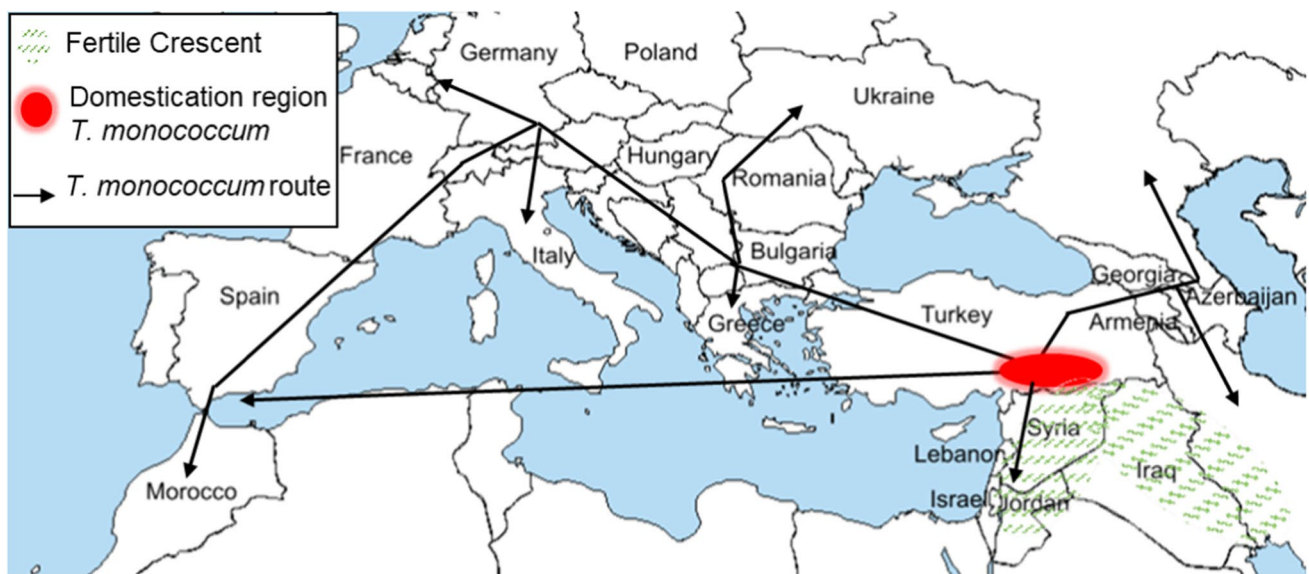 Fertile Crescent
Domestication region
T. monococcum
T. monococcum route
Germany
Poland
Ukraine
France
Hungary
Romania
Italy
Bulgaria
Spain
Georgia
Azerbaijan
Turkey
Armenia
Greece
Syria
Lebanon
Iraq
Morocco
Israel
Jordan